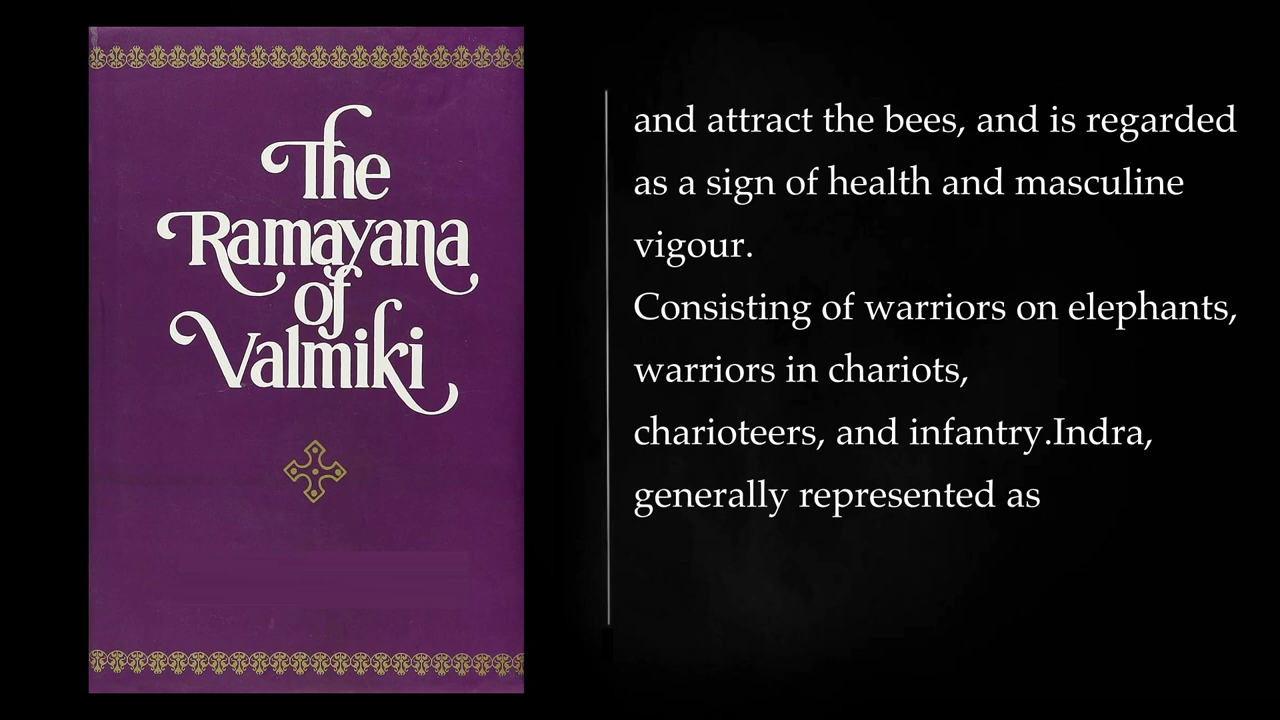 The
Ramayana
of
Valmiki
and attract the bees, and is regarded
as a sign of health and masculine
vigour.
Consisting of warriors on elephants,
warriors in chariots,
charioteers, and infantry.Indra,
generally represented as